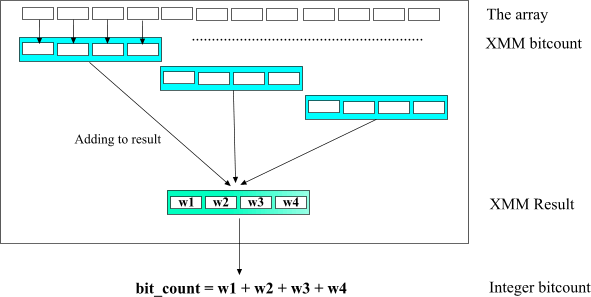 The array
XMM bitcount
Adding to result
w1 w2 w3 w4
XMM Result
bit_count = w1 + w2 + w3 + w4
Integer bitcount